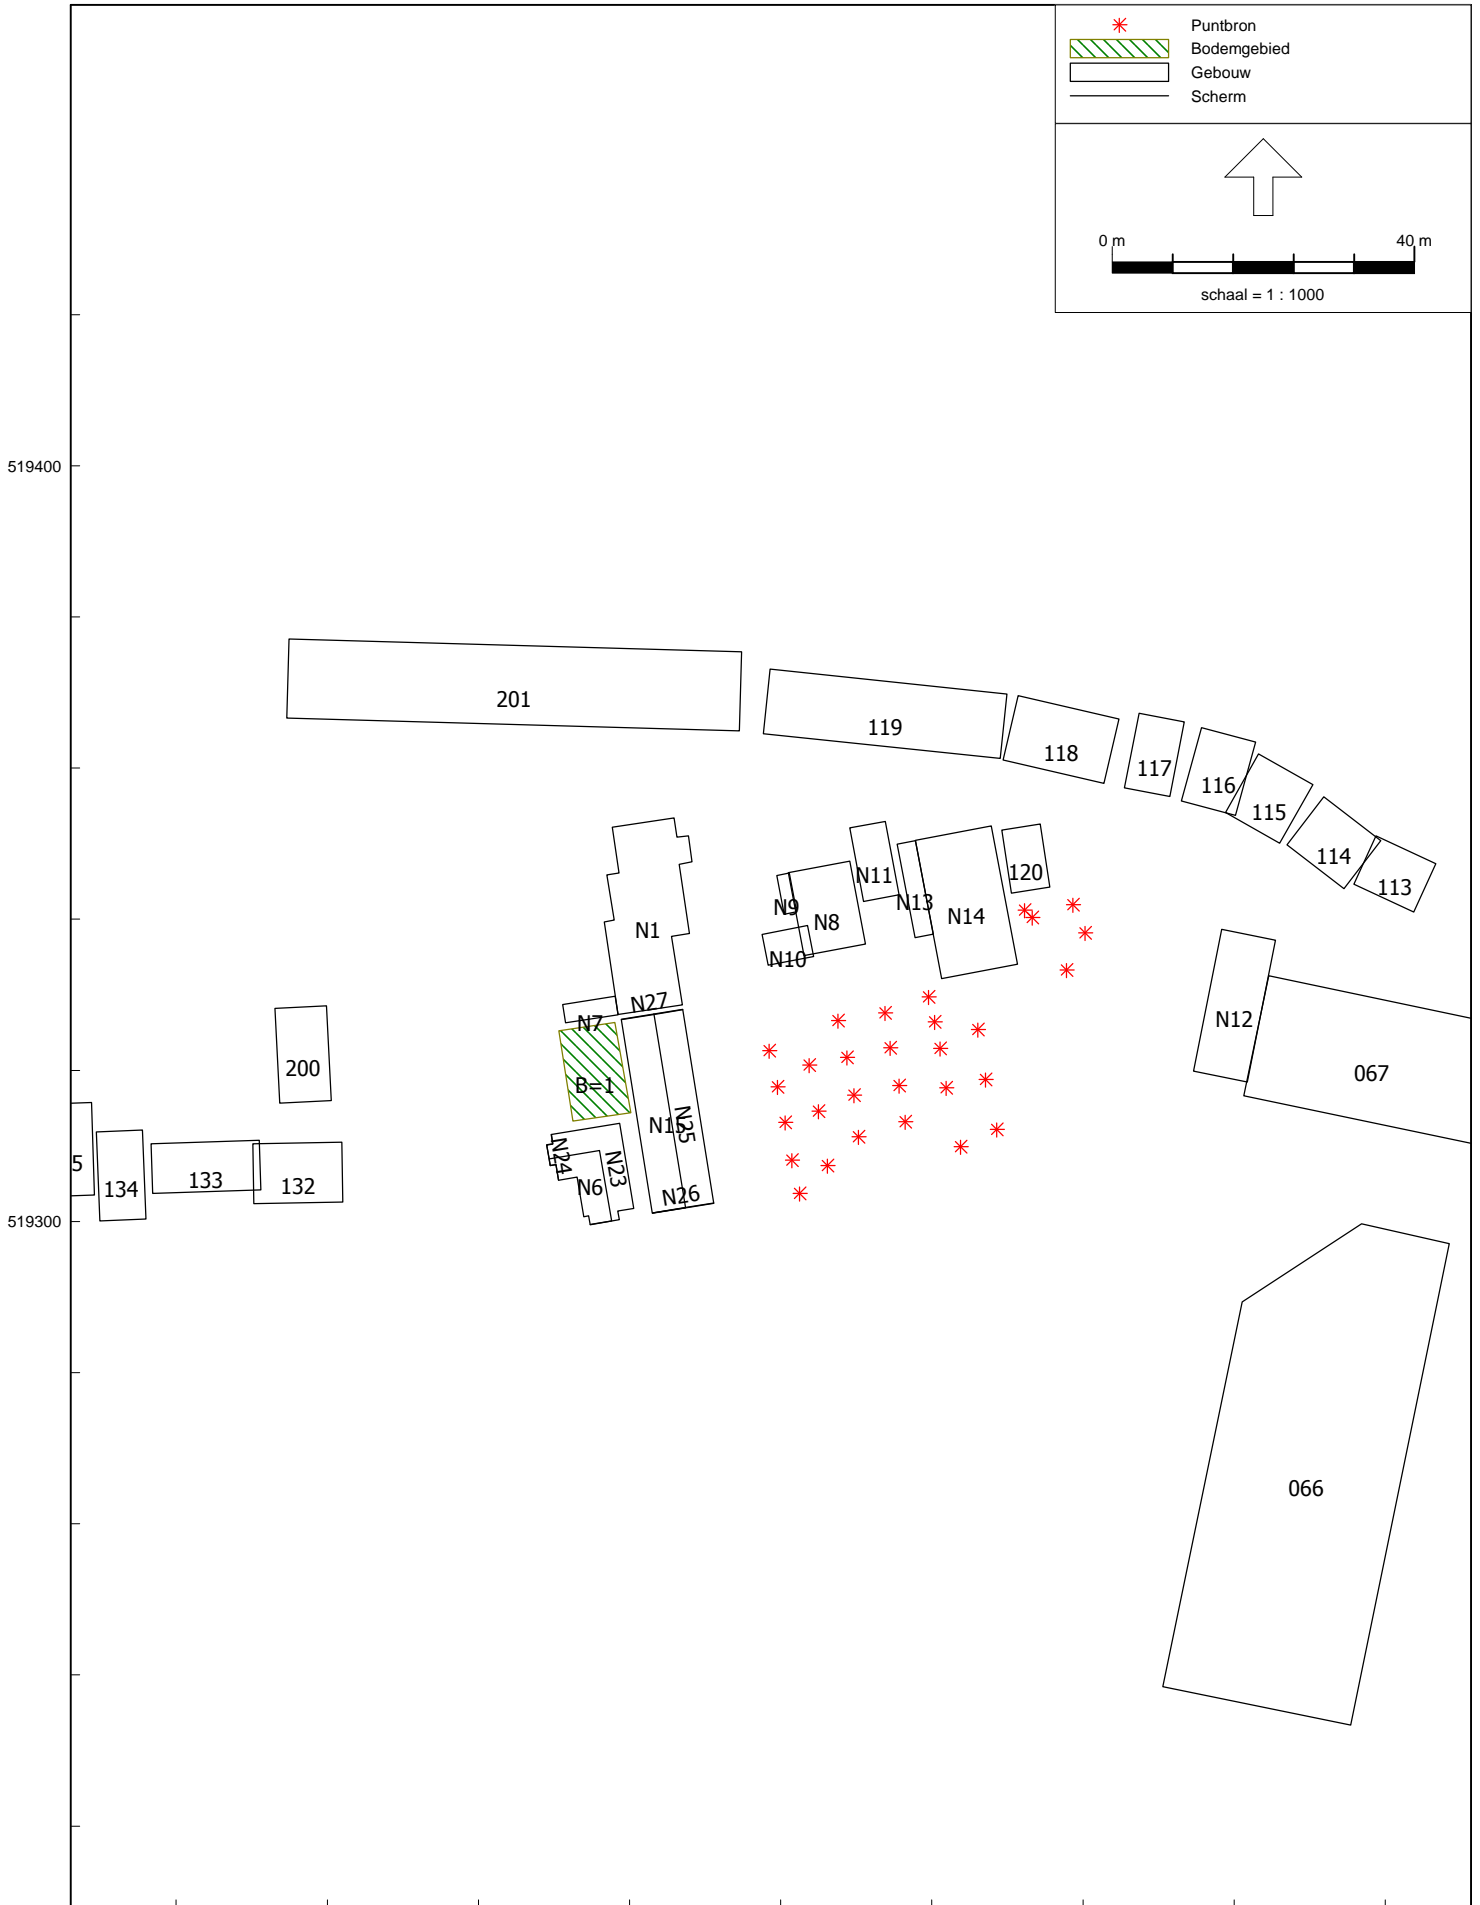 Puntbron
Bodemgebied
Gebouw
Scherm
0 m 40 m
schaal = 1 : 1000
519400
201
119
118
117
116
115
114
113
120
N11
N9
N8
N13
N14
N1
N10
N27
N7
N12
067
200
B=1
N15
N25
5
134
133
132
N24
N23
N6
N26
519300
066